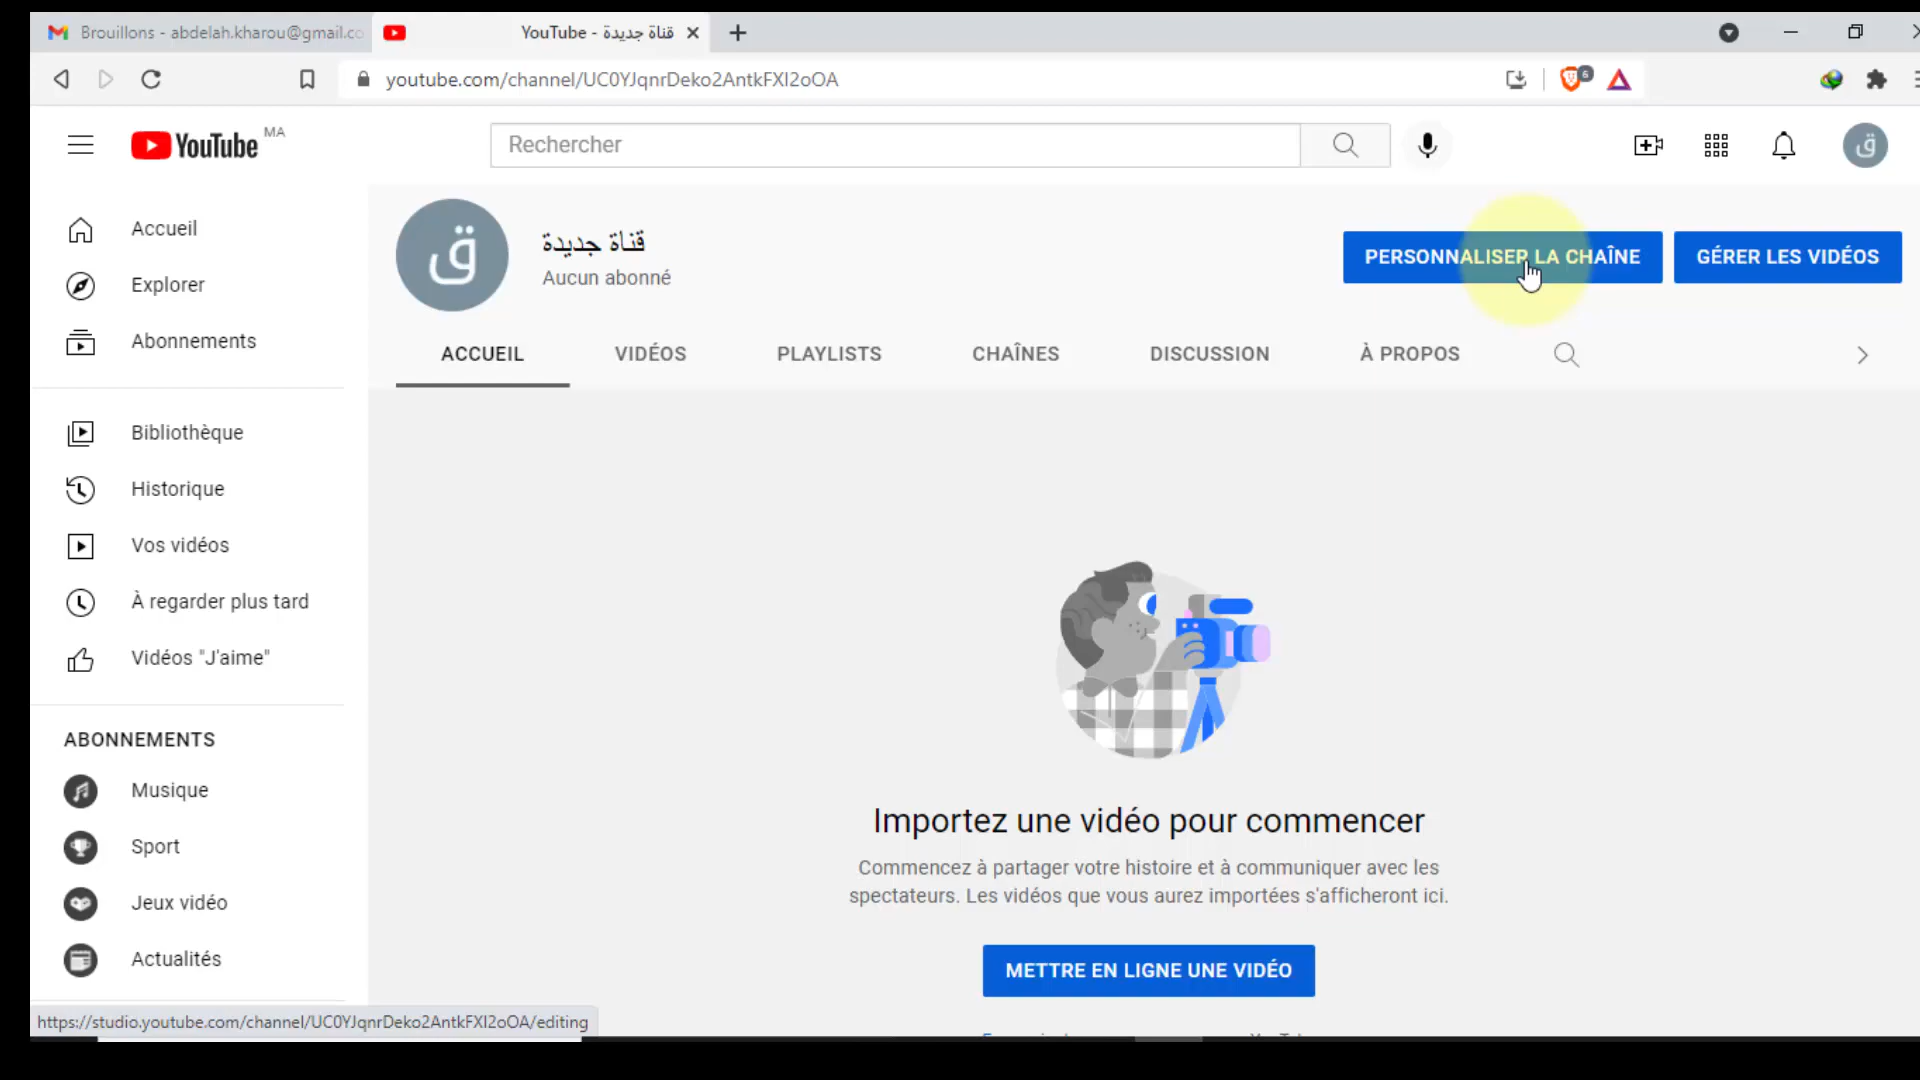 Brouillons - abdelah.kharou@gmail.co
YouTube - قناة جديدة
youtube.com/channel/UC0YJqnrDeko2AntkFXI2oOA
6
YouTube MA
Rechercher
ق
Accueil
Explorer
Abonnements
Bibliothèque
Historique
Vos vidéos
À regarder plus tard
Vidéos "J'aime"
ABONNEMENTS
Musique
Sport
Jeux vidéo
Actualités
ق
قناة جديدة
Aucun abonné
PERSONNALISER LA CHAÎNE
GÉRER LES VIDÉOS
ACCUEIL
VIDÉOS
PLAYLISTS
CHAÎNES
DISCUSSION
À PROPOS
Importez une vidéo pour commencer
Commencez à partager votre histoire et à communiquer avec les
spectateurs. Les vidéos que vous aurez importées s'afficheront ici.
METTRE EN LIGNE UNE VIDÉO
https://studio.youtube.com/channel/UC0YJqnrDeko2AntkFXI2oOA/editing